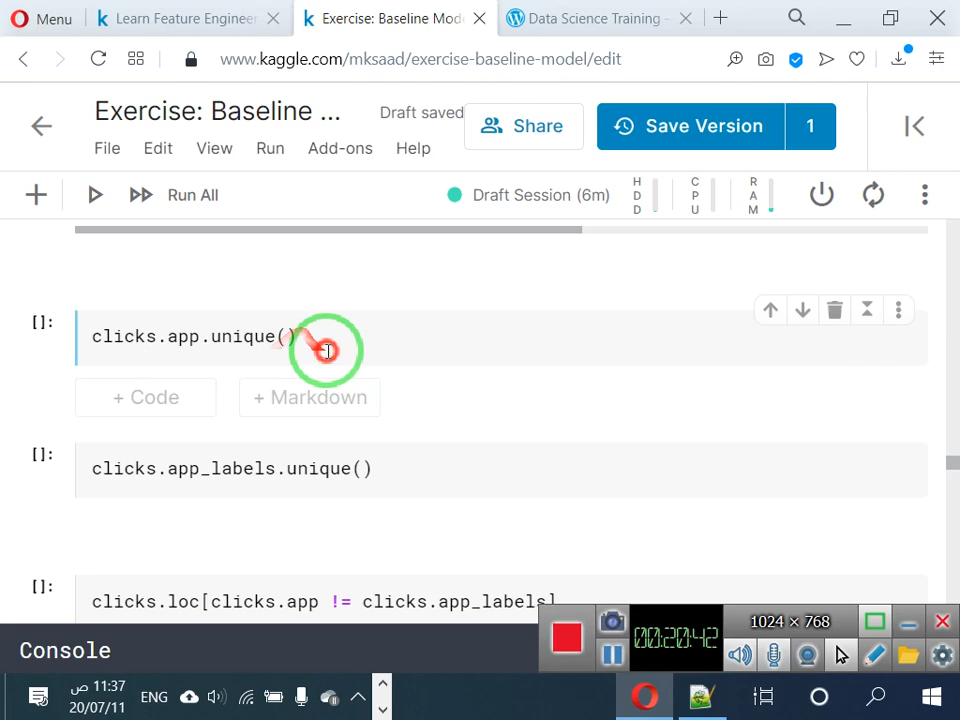 Menu
Learn Feature Engineer
Exercise: Baseline Mode
Data Science Training -
www.kaggle.com/mksaad/exercise-baseline-model/edit
Exercise: Baseline ...
Draft saved
Share
Save Version
1
File
Edit
View
Run
Add-ons
Help
Run All
Draft Session (6m)
HDD
CPU
RAM
[]:
clicks.app.unique()
+ Code
+ Markdown
[]:
clicks.app_labels.unique()
[]:
clicks.loc[clicks.app != clicks.app_labels]
Console
1024 × 768
00:20:42
11:37 ص
20/07/11
ENG